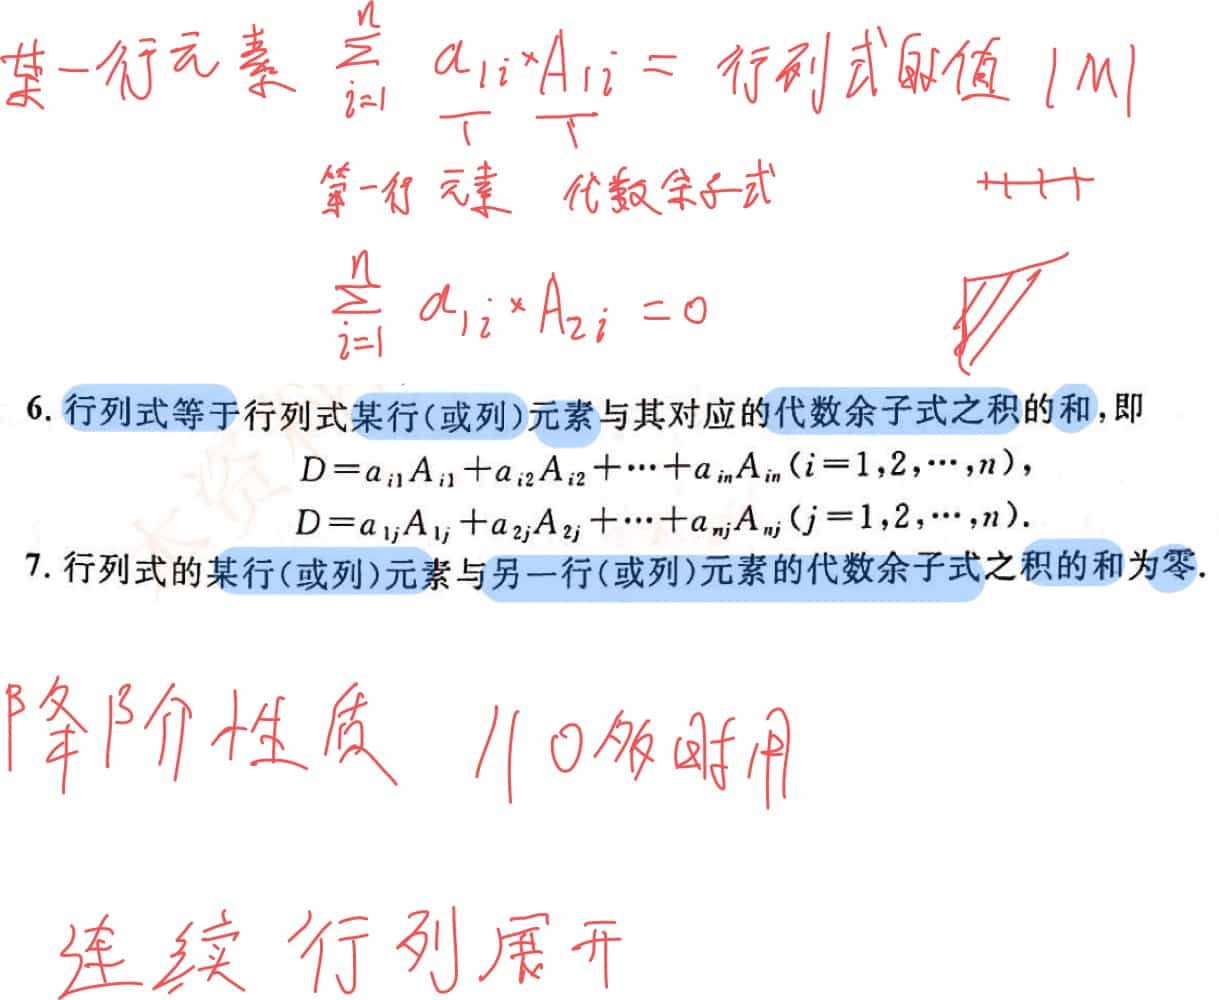 某一行元素 $\sum_{i=1}^{n} a_{1i} \times A_{1i}$ = 行列式的值 |M|
第一行 元素 代数余子式
$\sum_{i=1}^{n} a_{1i} \times A_{2i} = 0$
6. 行列式等于行列式某行(或列)元素与其对应的代数余子式之积的和,即
$D=a_{i1}A_{i1}+a_{i2}A_{i2}+\cdots+a_{in}A_{in}(i=1,2,\cdots,n),$
$D=a_{1j}A_{1j}+a_{2j}A_{2j}+\cdots+a_{nj}A_{nj}(j=1,2,\cdots,n).$
7. 行列式的某行(或列)元素与另一行(或列)元素的代数余子式之积的和为零.
降阶性质 0多时用
连续行列展开